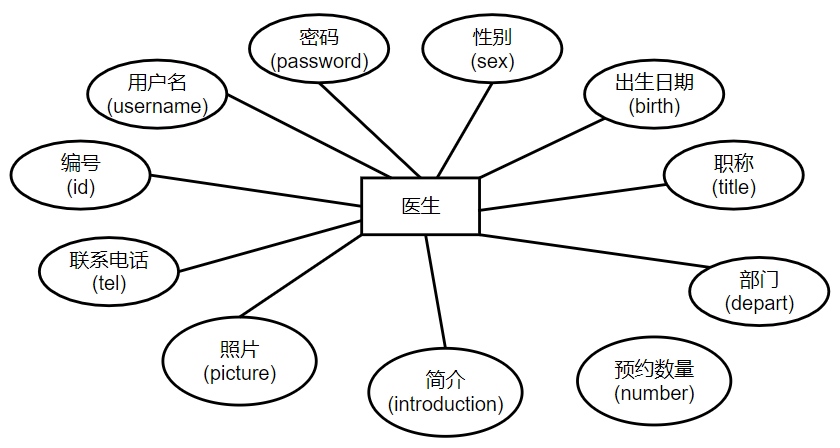 密码
(password)
性别
(sex)
用户名
(username)
出生日期
(birth)
编号
(id)
职称
(title)
医生
联系电话
(tel)
部门
(depart)
照片
(picture)
简介
(introduction)
预约数量
(number)